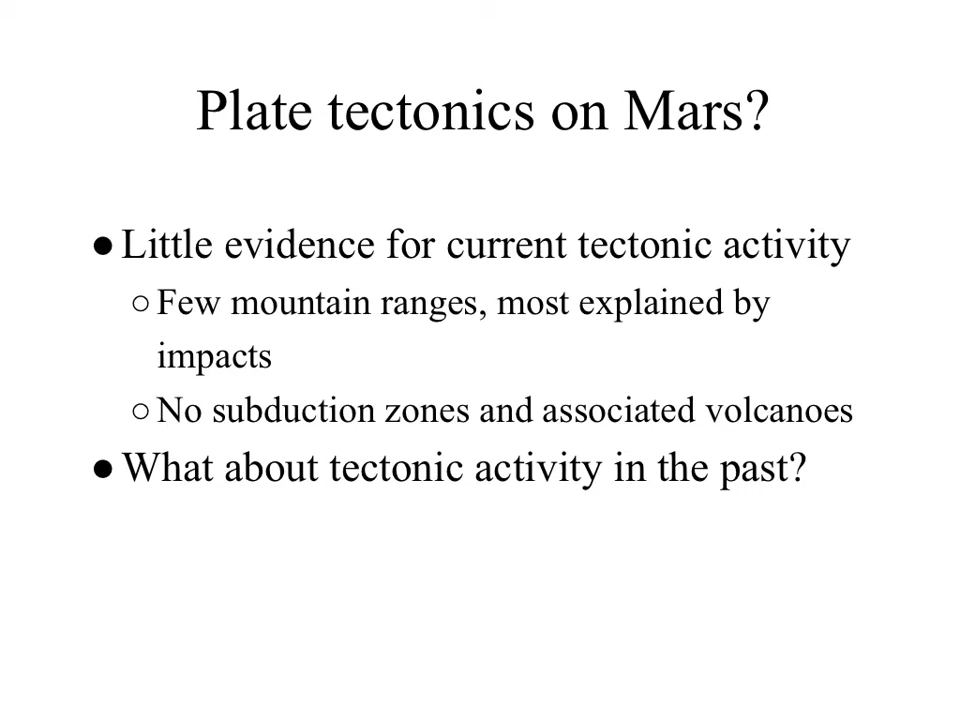 Plate tectonics on Mars?
● Little evidence for current tectonic activity
○ Few mountain ranges, most explained by
impacts
○ No subduction zones and associated volcanoes
● What about tectonic activity in the past?